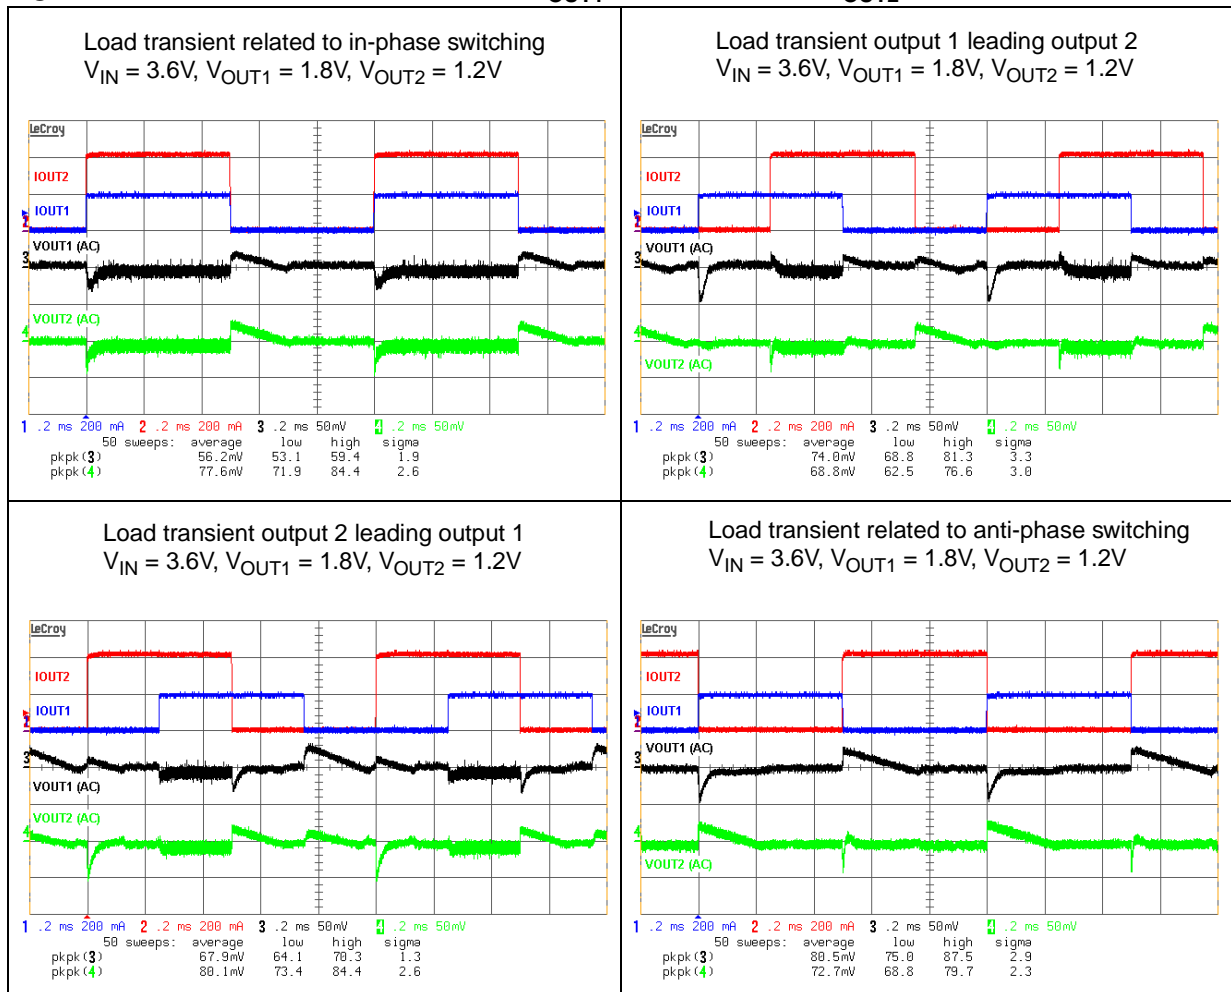 OUT1 OUT2
Load transient related to in-phase switching
VIN = 3.6V, VOUT1 = 1.8V, VOUT2 = 1.2V
LeCroy
IOUT2
IOUT1
VOUT1 (AC)
3
VOUT2 (AC)
4
1 .2 ms 200 mA 2 .2 ms 200 mA 3 .2 ms 50mV 4 .2 ms 50mV
50 sweeps: average low high sigma
pkpk(3) 56.2mV 53.1 59.4 1.9
pkpk(4) 77.6mV 71.9 84.4 2.6
Load transient output 1 leading output 2
VIN = 3.6V, VOUT1 = 1.8V, VOUT2 = 1.2V
LeCroy
IOUT2
IOUT1
VOUT1 (AC)
3
4
VOUT2 (AC)
1 .2 ms 200 mA 2 .2 ms 200 mA 3 .2 ms 50mV 4 .2 ms 50mV
50 sweeps: average low high sigma
pkpk(3) 74.0mV 68.8 81.3 3.3
pkpk(4) 68.8mV 62.5 76.6 3.0
Load transient output 2 leading output 1
VIN = 3.6V, VOUT1 = 1.8V, VOUT2 = 1.2V
LeCroy
IOUT2
IOUT1
3
VOUT1 (AC)
VOUT2 (AC)
4
1 .2 ms 200 mA 2 .2 ms 200 mA 3 .2 ms 50mV 4 .2 ms 50mV
50 sweeps: average low high sigma
pkpk(3) 67.9mV 64.1 70.3 1.3
pkpk(4) 80.1mV 73.4 84.4 2.6
Load transient related to anti-phase switching
VIN = 3.6V, VOUT1 = 1.8V, VOUT2 = 1.2V
LeCroy
IOUT2
IOUT1
VOUT1 (AC)
3
4
VOUT2 (AC)
1 .2 ms 200 mA 2 .2 ms 200 mA 3 .2 ms 50mV 4 .2 ms 50mV
50 sweeps: average low high sigma
pkpk(3) 80.5mV 75.0 87.5 2.9
pkpk(4) 72.7mV 68.8 79.7 2.3